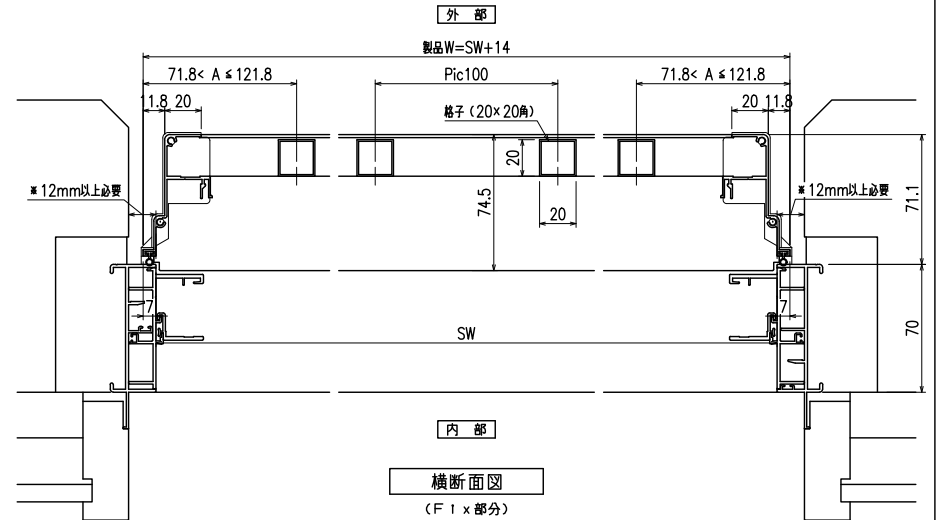 外 部
製品W=SW+14
71.8< A ≦121.8
Pic100
71.8< A ≦121.8
11.8
20
格子(20×20角)
20
11.8
20
※12mm以上必要
※12mm以上必要
74.5
20
71.1
7
7
SW
70
内 部
横断面図
(F1x部分)